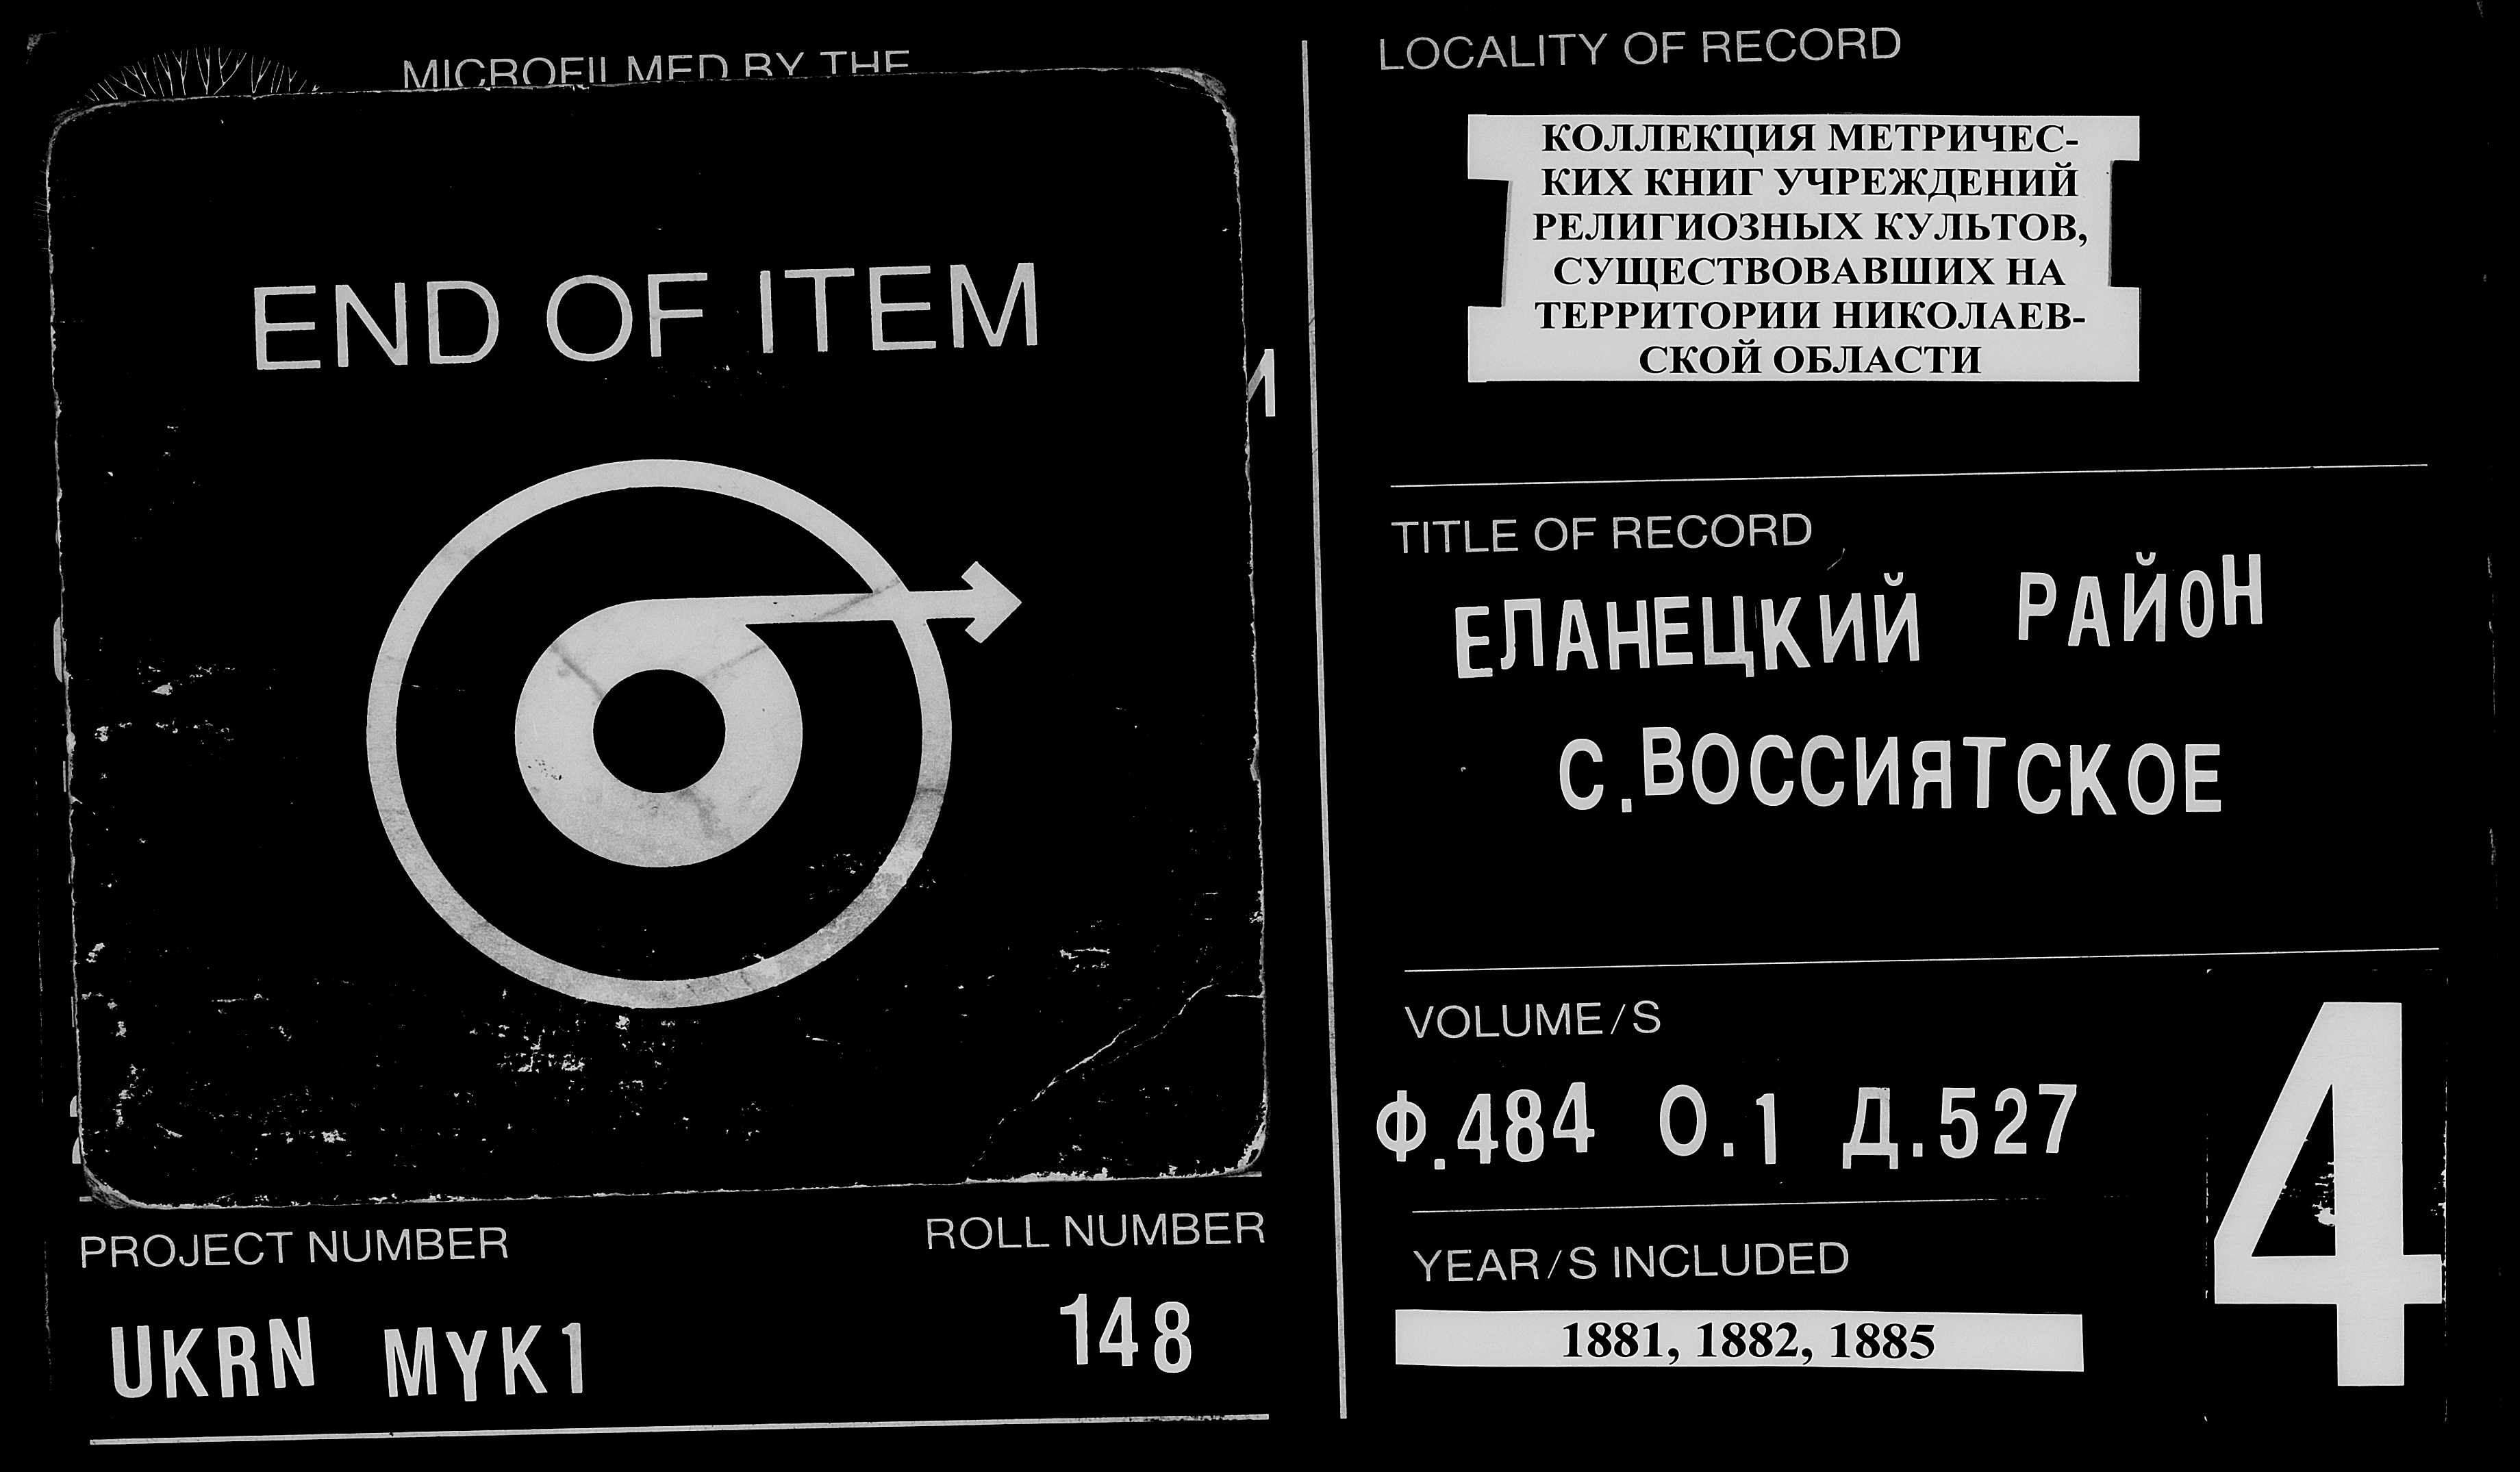 MICROFILMED BY THE
END OF ITEM
PROJECT NUMBER
UKRN MYK1
ROLL NUMBER
148
LOCALITY OF RECORD
КОЛЛЕКЦИЯ МЕТРИЧЕС-
КИХ КНИГ УЧРЕЖДЕНИЙ
РЕЛИГИОЗНЫХ КУЛЬТОВ,
СУЩЕСТВОВАВШИХ НА
ТЕРРИТОРИИ НИКОЛАЕВ-
СКОЙ ОБЛАСТИ
TITLE OF RECORD
ЕЛАНЕЦКИЙ РАЙОН
С.ВОССИЯТСКОЕ
VOLUME/S
Ф.484 О.1 Д.527
YEAR/S INCLUDED
1881, 1882, 1885
4